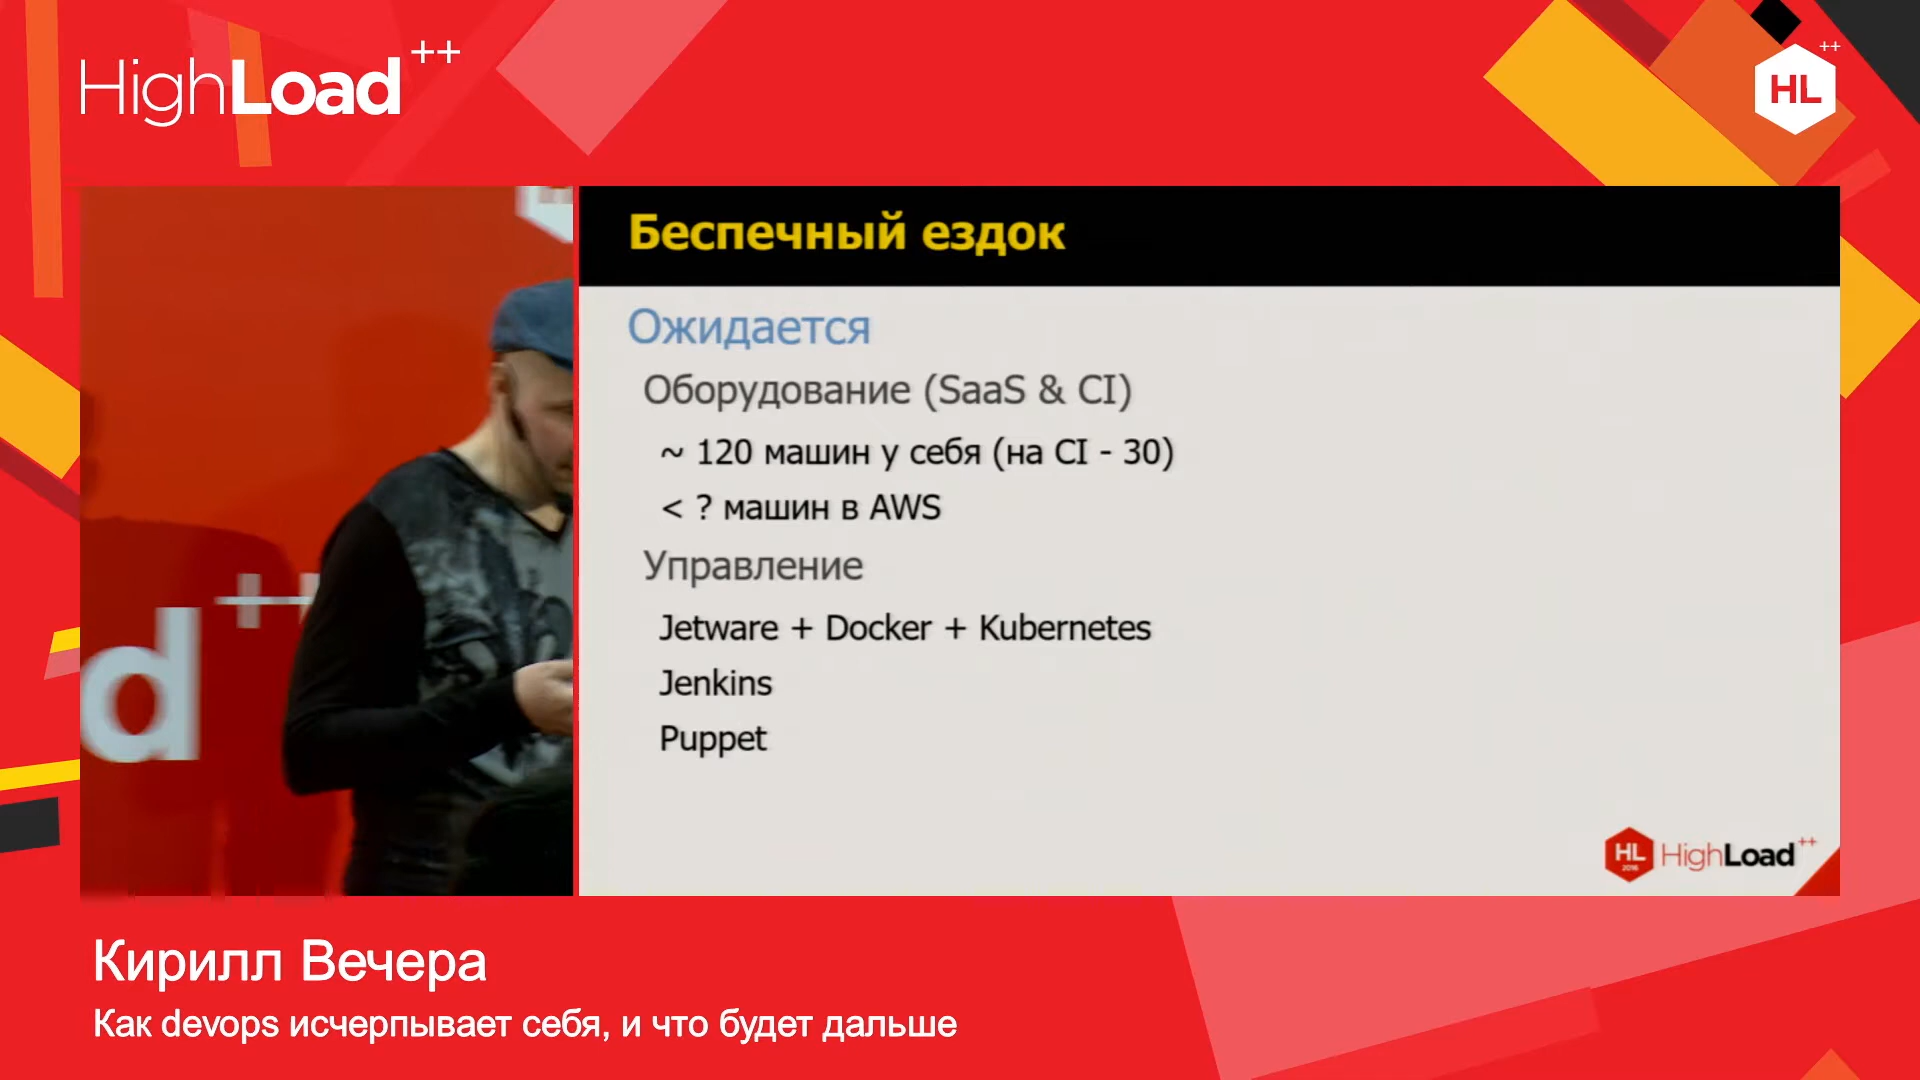 HighLoad++
HL++
Беспечный ездок
Ожидается
Оборудование (SaaS & CI)
~ 120 машин у себя (на CI - 30)
< ? машин в AWS
Управление
Jetware + Docker + Kubernetes
Jenkins
Puppet
d++
HL
2016
HighLoad++
Кирилл Вечера
Как devops исчерпывает себя, и что будет дальше